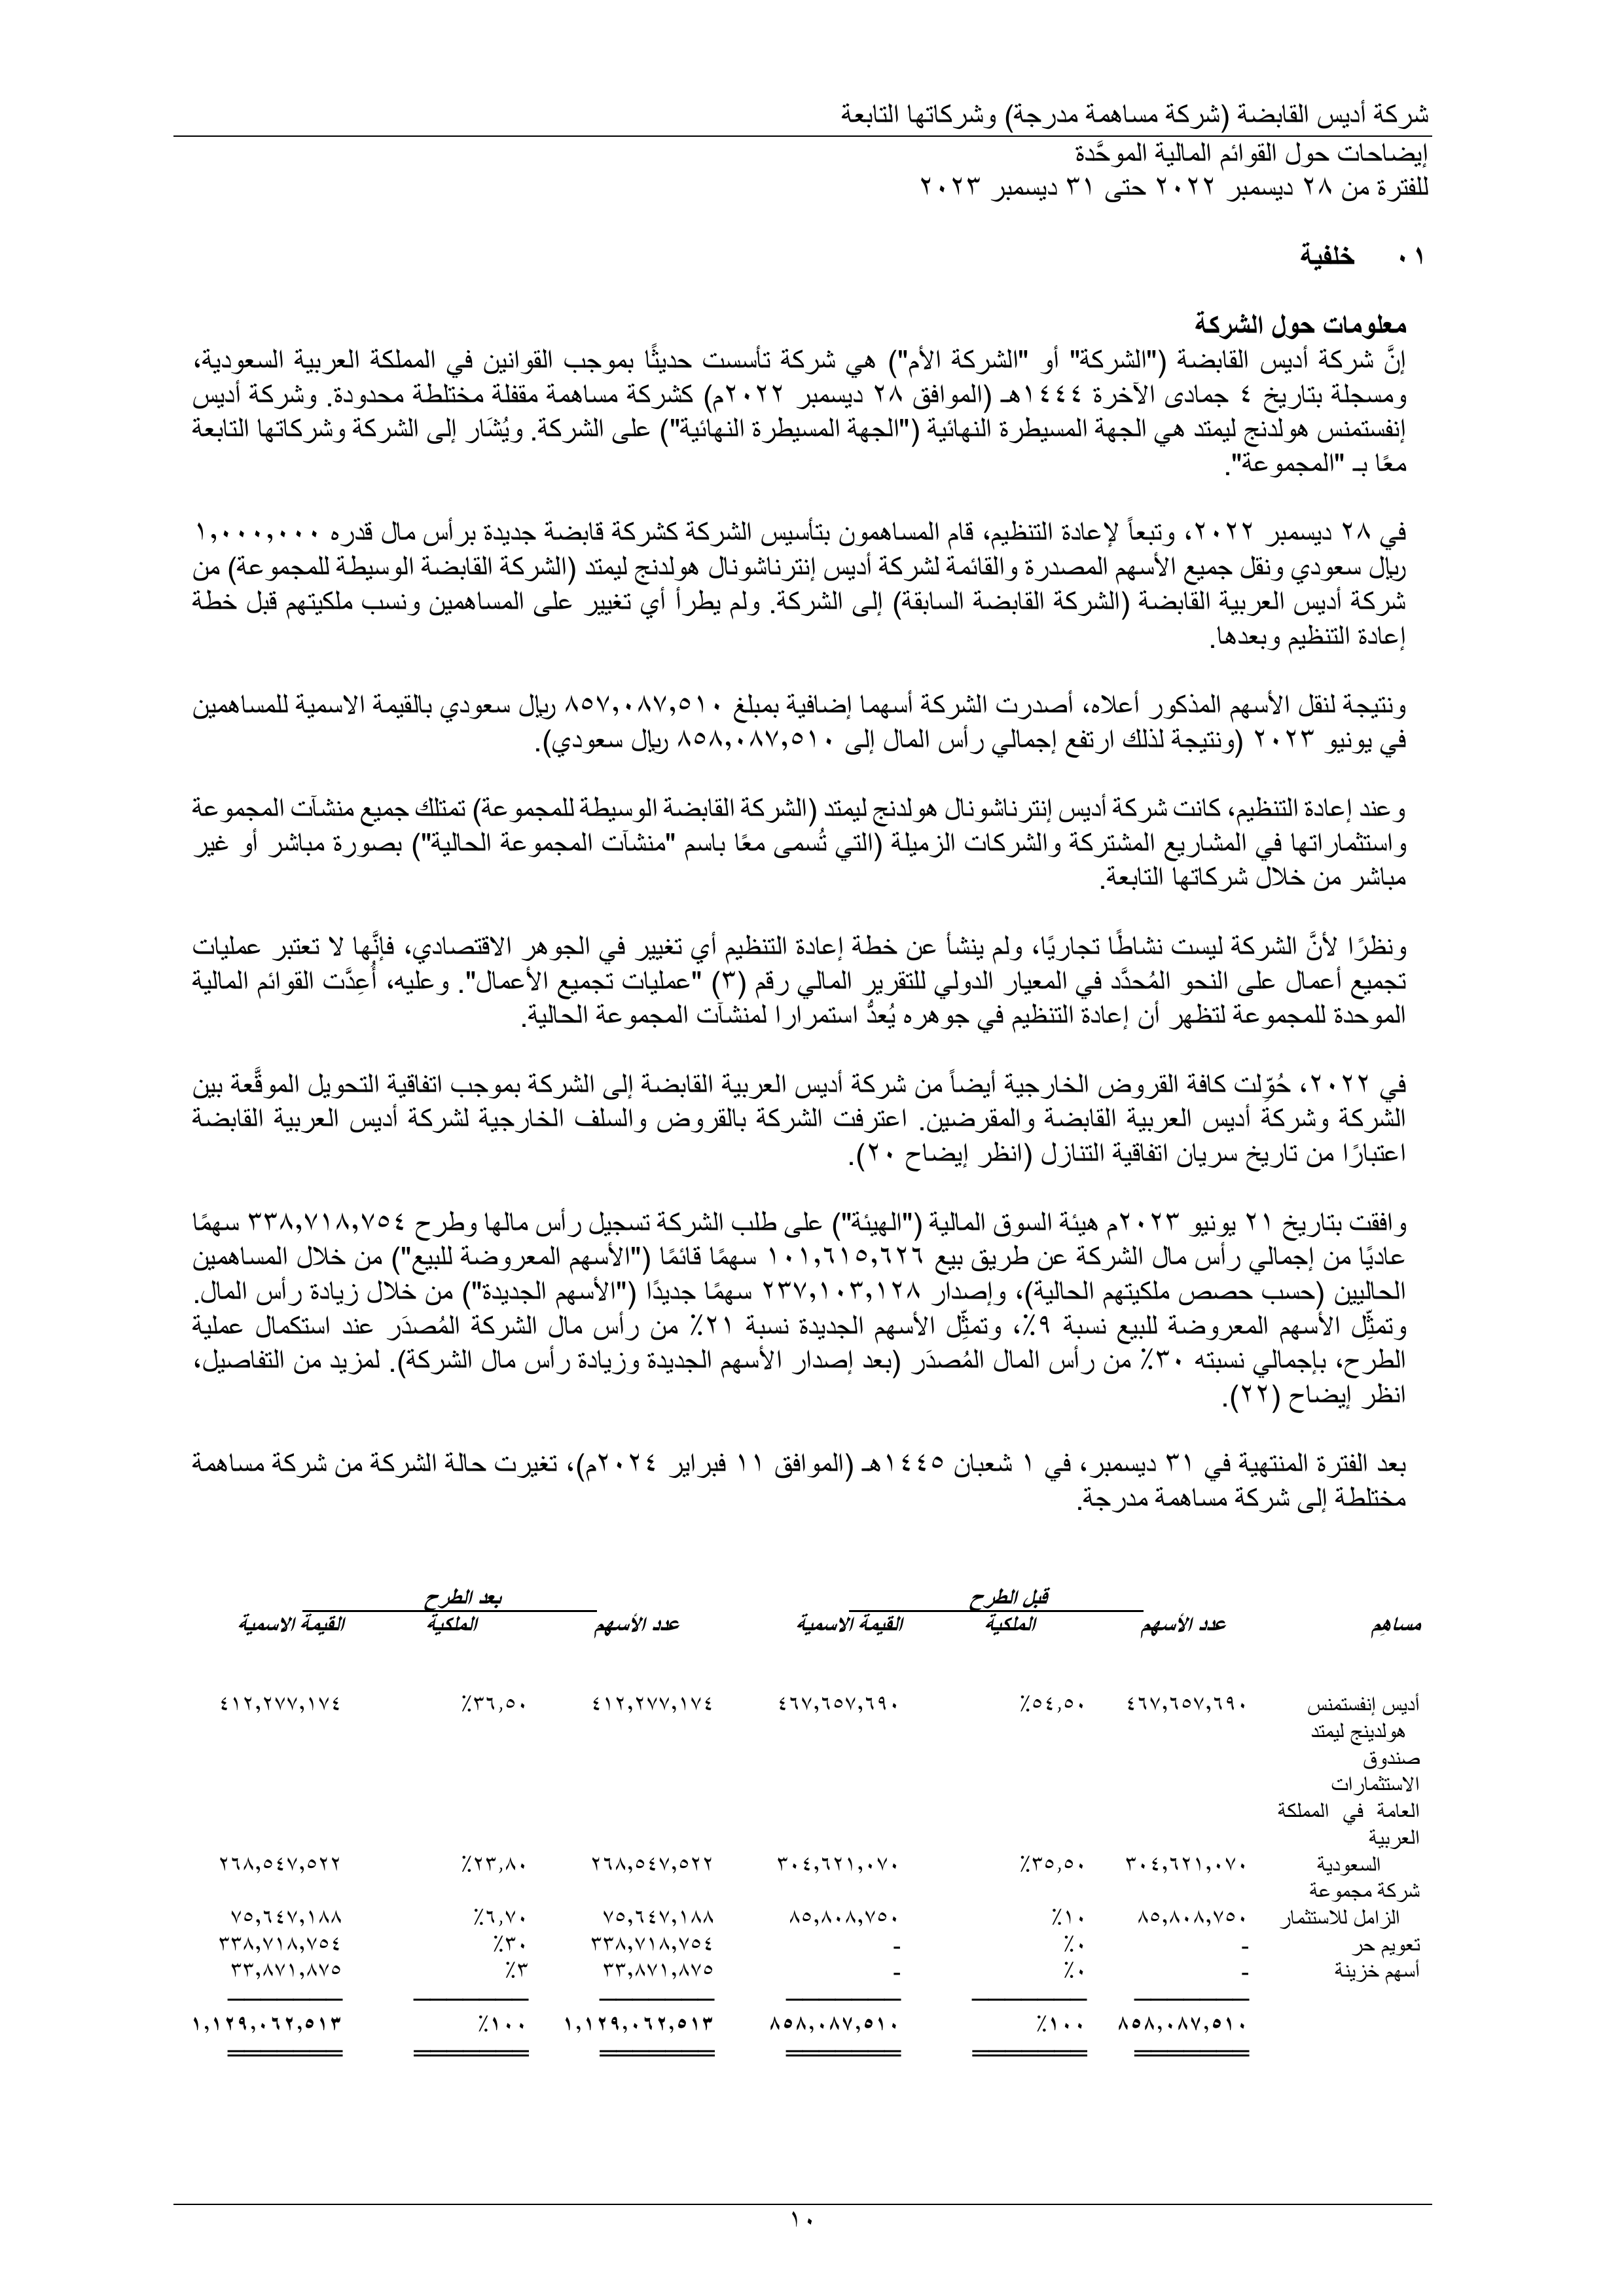 شركة أديس القابضة (شركة مساهمة مدرجة) وشركاتها التابعة
إيضاحات حول القوائم المالية الموحَّدة
للفترة من ٢٨ ديسمبر ٢٠٢٢ حتى ٣١ ديسمبر ٢٠٢٣
٠١ خلفية
معلومات حول الشركة
إنَّ شركة أديس القابضة ("الشركة" أو "الشركة الأم") هي شركة تأسست حديثًا بموجب القوانين في المملكة العربية السعودية،
ومسجلة بتاريخ ٤ جمادى الآخرة ١٤٤٤هـ (الموافق ٢٨ ديسمبر ٢٠٢٢م) كشركة مساهمة مقفلة مختلطة محدودة. وشركة أديس
إنفستمنس هولدنج ليمتد هي الجهة المسيطرة النهائية ("الجهة المسيطرة النهائية") على الشركة. ويُشَار إلى الشركة وشركاتها التابعة
معًا بـ "المجموعة".
في ٢٨ ديسمبر ٢٠٢٢، وتبعاً لإعادة التنظيم، قام المساهمون بتأسيس الشركة كشركة قابضة جديدة برأس مال قدره ١,٠٠٠,٠٠٠
ريال سعودي ونقل جميع الأسهم المصدرة والقائمة لشركة أديس إنترناشونال هولدنج ليمتد (الشركة القابضة الوسيطة للمجموعة) من
شركة أديس العربية القابضة (الشركة القابضة السابقة) إلى الشركة. ولم يطرأ أي تغيير على المساهمين ونسب ملكيتهم قبل خطة
إعادة التنظيم وبعدها.
ونتيجة لنقل الأسهم المذكور أعلاه، أصدرت الشركة أسهما إضافية بمبلغ ٨٥٧,٠٨٧,٥١٠ ريال سعودي بالقيمة الاسمية للمساهمين
في يونيو ٢٠٢٣ (ونتيجة لذلك ارتفع إجمالي رأس المال إلى ٨٥٨,٠٨٧,٥١٠ ريال سعودي).
وعند إعادة التنظيم، كانت شركة أديس إنترناشونال هولدنج ليمتد (الشركة القابضة الوسيطة للمجموعة) تمتلك جميع منشآت المجموعة
واستثماراتها في المشاريع المشتركة والشركات الزميلة (التي تُسمى معًا باسم "منشآت المجموعة الحالية") بصورة مباشر أو غير
مباشر من خلال شركاتها التابعة.
ونظرًا لأنَّ الشركة ليست نشاطًا تجاريًا، ولم ينشأ عن خطة إعادة التنظيم أي تغيير في الجوهر الاقتصادي، فإنَّها لا تعتبر عمليات
تجميع أعمال على النحو المُحدَّد في المعيار الدولي للتقرير المالي رقم (٣) "عمليات تجميع الأعمال". وعليه، أُعِدَّت القوائم المالية
الموحدة للمجموعة لتظهر أن إعادة التنظيم في جوهره يُعدُّ استمرارا لمنشآت المجموعة الحالية.
في ٢٠٢٢، حُوِّلت كافة القروض الخارجية أيضاً من شركة أديس العربية القابضة إلى الشركة بموجب اتفاقية التحويل الموقَّعة بين
الشركة وشركة أديس العربية القابضة والمقرضين. اعترفت الشركة بالقروض والسلف الخارجية لشركة أديس العربية القابضة
اعتبارًا من تاريخ سريان اتفاقية التنازل (انظر إيضاح ٢٠).
وافقت بتاريخ ٢١ يونيو ٢٠٢٣م هيئة السوق المالية ("الهيئة") على طلب الشركة تسجيل رأس مالها وطرح ٣٣٨,٧١٨,٧٥٤ سهمًا
عاديًا من إجمالي رأس مال الشركة عن طريق بيع ١٠١,٦١٥,٦٢٦ سهمًا قائمًا ("الأسهم المعروضة للبيع") من خلال المساهمين
الحاليين (حسب حصص ملكيتهم الحالية)، وإصدار ٢٣٧,١٠٣,١٢٨ سهمًا جديدًا ("الأسهم الجديدة") من خلال زيادة رأس المال.
وتمثِّل الأسهم المعروضة للبيع نسبة ٩٪، وتمثِّل الأسهم الجديدة نسبة ٢١٪ من رأس مال الشركة المُصدَر عند استكمال عملية
الطرح، بإجمالي نسبته ٣٠٪ من رأس المال المُصدَر (بعد إصدار الأسهم الجديدة وزيادة رأس مال الشركة). لمزيد من التفاصيل،
انظر إيضاح (٢٢).
بعد الفترة المنتهية في ٣١ ديسمبر، في ١ شعبان ١٤٤٥هـ (الموافق ١١ فبراير ٢٠٢٤م)، تغيرت حالة الشركة من شركة مساهمة
مختلطة إلى شركة مساهمة مدرجة.
قبل الطرح بعد الطرح
مساهم عدد الأسهم الملكية القيمة الاسمية عدد الأسهم الملكية القيمة الاسمية
أديس إنفستمنس ٤٦٧,٦٥٧,٦٩٠ ٥٤,٥٠٪ ٤٦٧,٦٥٧,٦٩٠ ٤١٢,٢٧٧,١٧٤ ٣٦,٥٠٪ ٤١٢,٢٧٧,١٧٤
هولدينج ليمتد
صندوق
الاستثمارات
العامة في المملكة
العربية
السعودية ٣٠٤,٦٢١,٠٧٠ ٣٥,٥٠٪ ٣٠٤,٦٢١,٠٧٠ ٢٦٨,٥٤٧,٥٢٢ ٢٣,٨٠٪ ٢٦٨,٥٤٧,٥٢٢
شركة مجموعة
الزامل للاستثمار ٨٥,٨٠٨,٧٥٠ ١٠٪ ٨٥,٨٠٨,٧٥٠ ٧٥,٦٤٧,١٨٨ ٦,٧٠٪ ٧٥,٦٤٧,١٨٨
تعويم حر - ٠٪ - ٣٣٨,٧١٨,٧٥٤ ٣٠٪ ٣٣٨,٧١٨,٧٥٤
أسهم خزينة - ٠٪ - ٣٣,٨٧١,٨٧٥ ٣٪ ٣٣,٨٧١,٨٧٥
٨٥٨,٠٨٧,٥١٠ ١٠٠٪ ٨٥٨,٠٨٧,٥١٠ ١,١٢٩,٠٦٢,٥١٣ ١٠٠٪ ١,١٢٩,٠٦٢,٥١٣
١٠